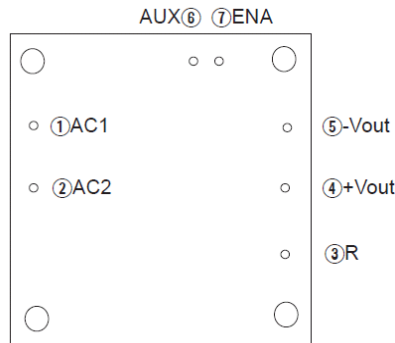 AUX⑥ ⑦ENA
①AC1
⑤-Vout
②AC2
④+Vout
③R